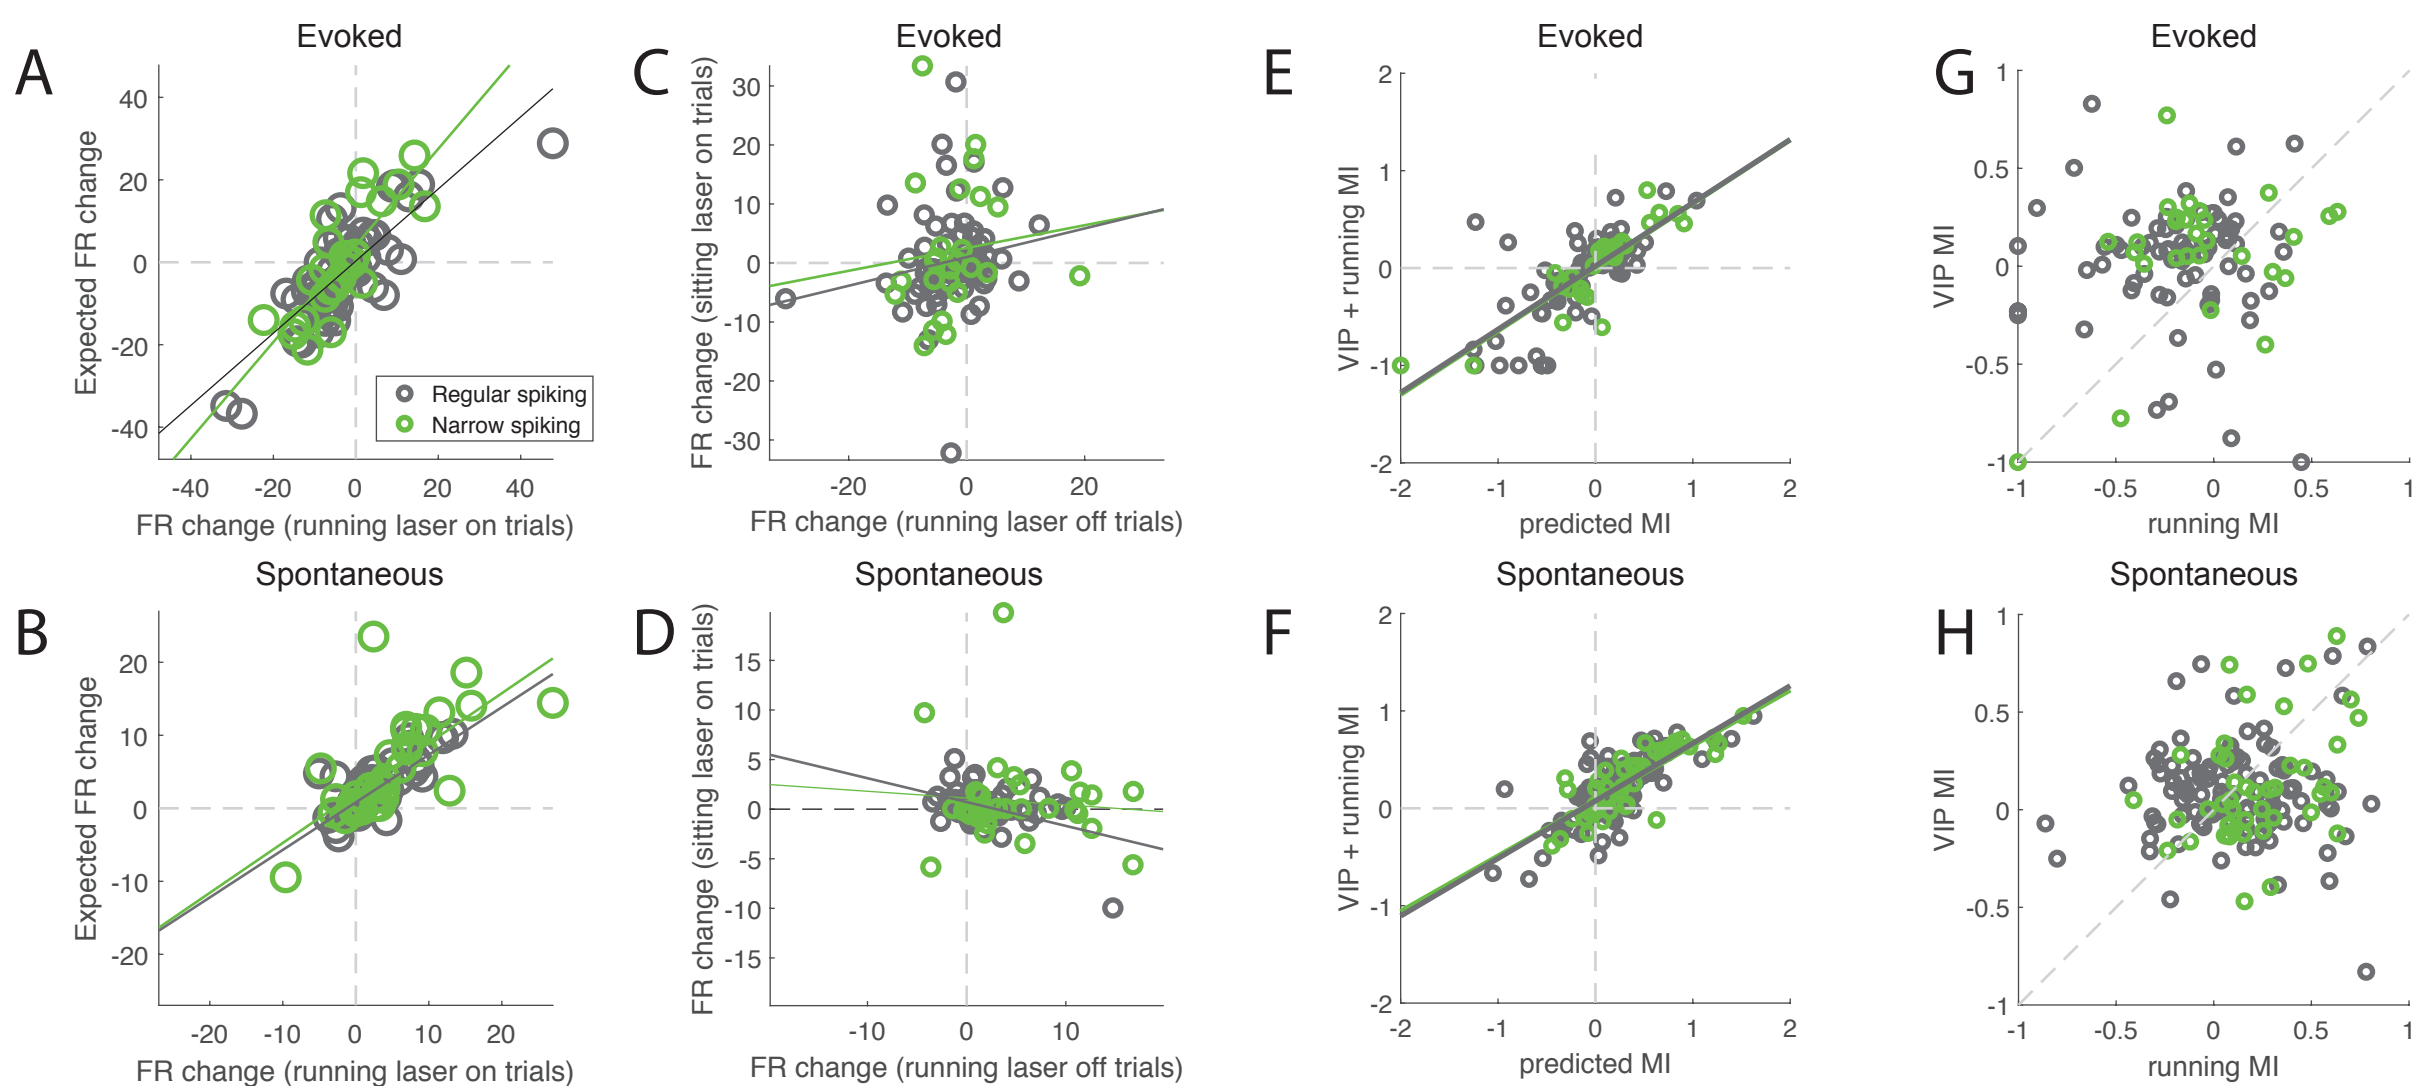 A
Evoked
Expected FR change
40
20
0
-20
-40
-40
-20
0
20
40
FR change (running laser on trials)
Regular spiking
Narrow spiking
C
Evoked
FR change (sitting laser on trials)
30
20
10
0
-10
-20
-30
-20
0
20
FR change (running laser off trials)
E
Evoked
VIP + running MI
2
1
0
-1
-2
-2
-1
0
1
2
predicted MI
G
Evoked
VIP MI
1
0.5
0
-0.5
-1
-1
-0.5
0
0.5
1
running MI
B
Spontaneous
Expected FR change
20
10
0
-10
-20
-20
-10
0
10
20
FR change (running laser on trials)
D
Spontaneous
FR change (sitting laser on trials)
15
10
5
0
-5
-10
-15
-10
0
10
FR change (running laser off trials)
F
Spontaneous
VIP + running MI
2
1
0
-1
-2
-2
-1
0
1
2
predicted MI
H
Spontaneous
VIP MI
1
0.5
0
-0.5
-1
-1
-0.5
0
0.5
1
running MI